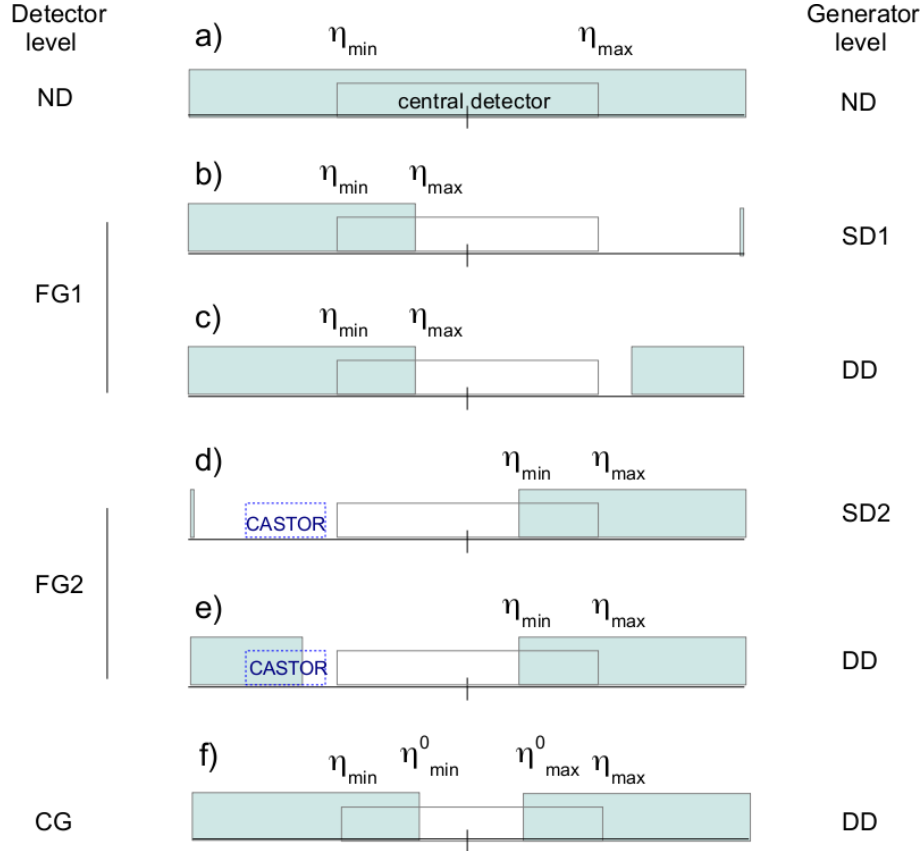 Detector level
Generator level
a) ηmin ηmax
ND central detector ND
b) ηmin ηmax
SD1
FG1
c) ηmin ηmax
DD
d) ηmin ηmax
CASTOR SD2
FG2
e) ηmin ηmax
CASTOR DD
f) ηmin η0min η0max ηmax
CG DD